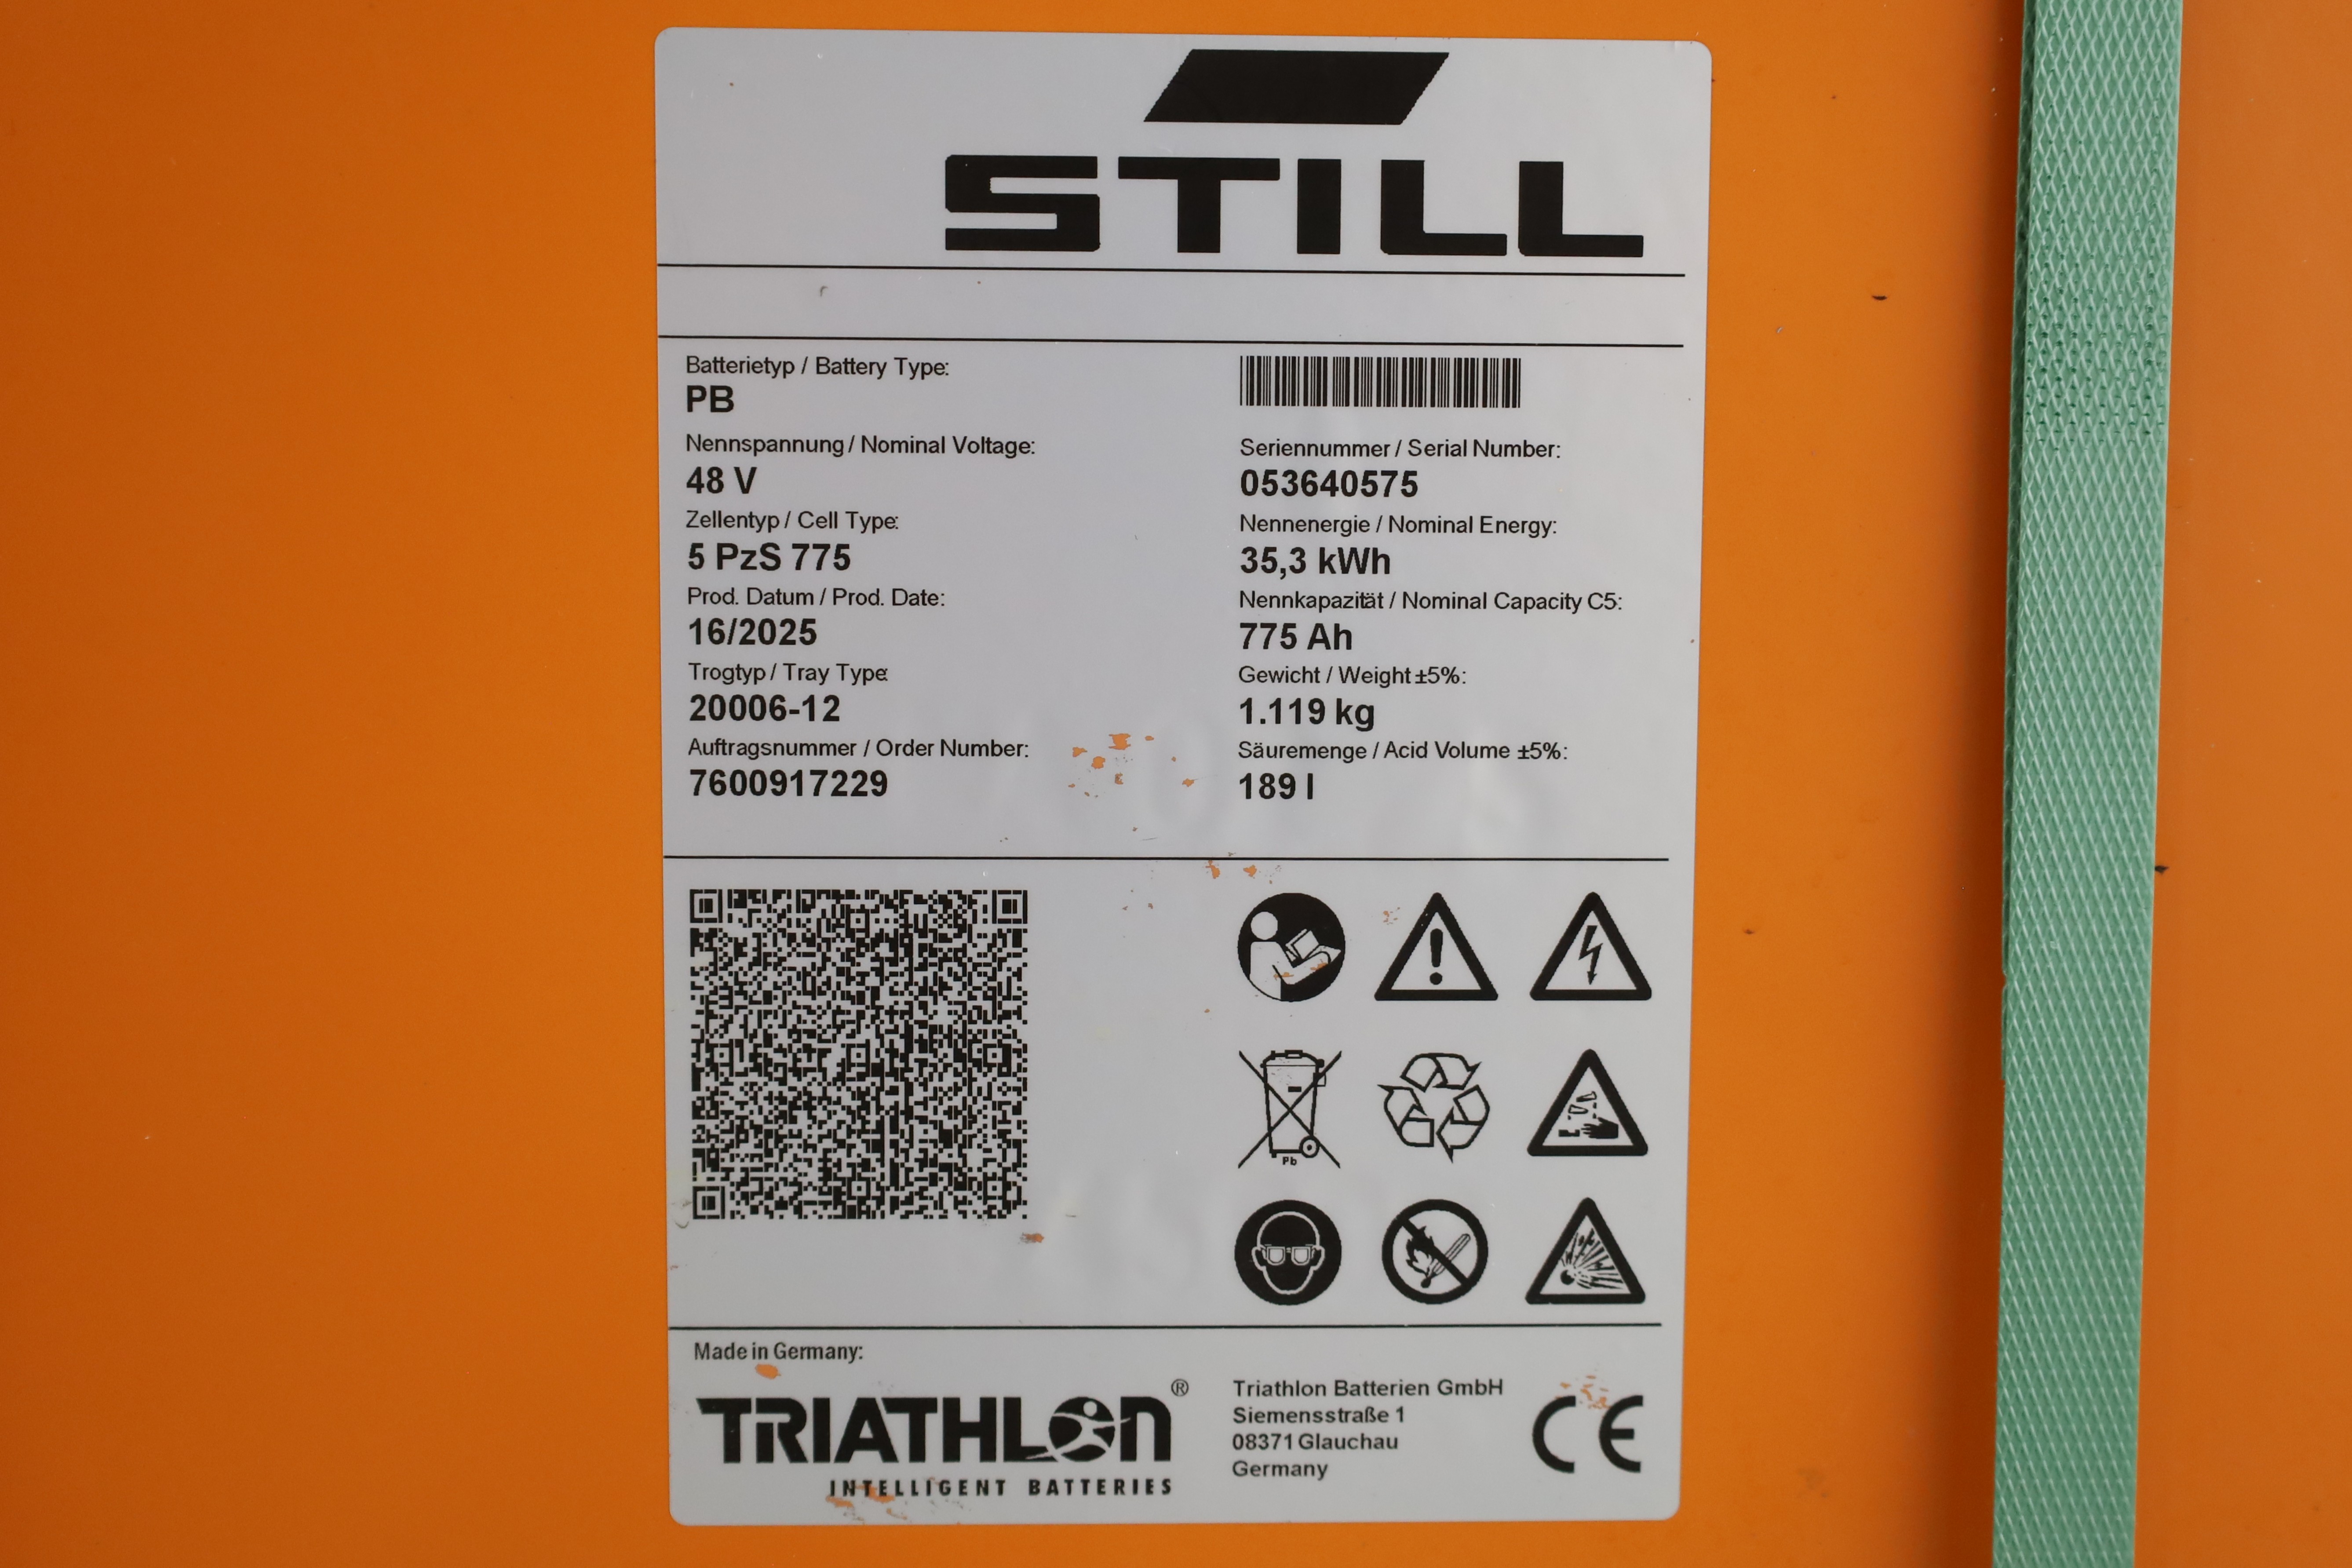 STILL
Batterietyp / Battery Type:
PB
Nennspannung / Nominal Voltage:
48 V
Zellentyp / Cell Type:
5 PzS 775
Prod. Datum / Prod. Date:
16/2025
Trogtyp / Tray Type
20006-12
Auftragsnummer / Order Number:
7600917229
Seriennummer / Serial Number:
053640575
Nennenergie / Nominal Energy:
35,3 kWh
Nennkapazität / Nominal Capacity C5:
775 Ah
Gewicht / Weight ±5%:
1.119 kg
Säuremenge / Acid Volume ±5%:
189 l
Pb
Made in Germany:
TRIATHLON®
INTELLIGENT BATTERIES
Triathlon Batterien GmbH
Siemensstraße 1
08371 Glauchau
Germany
CE